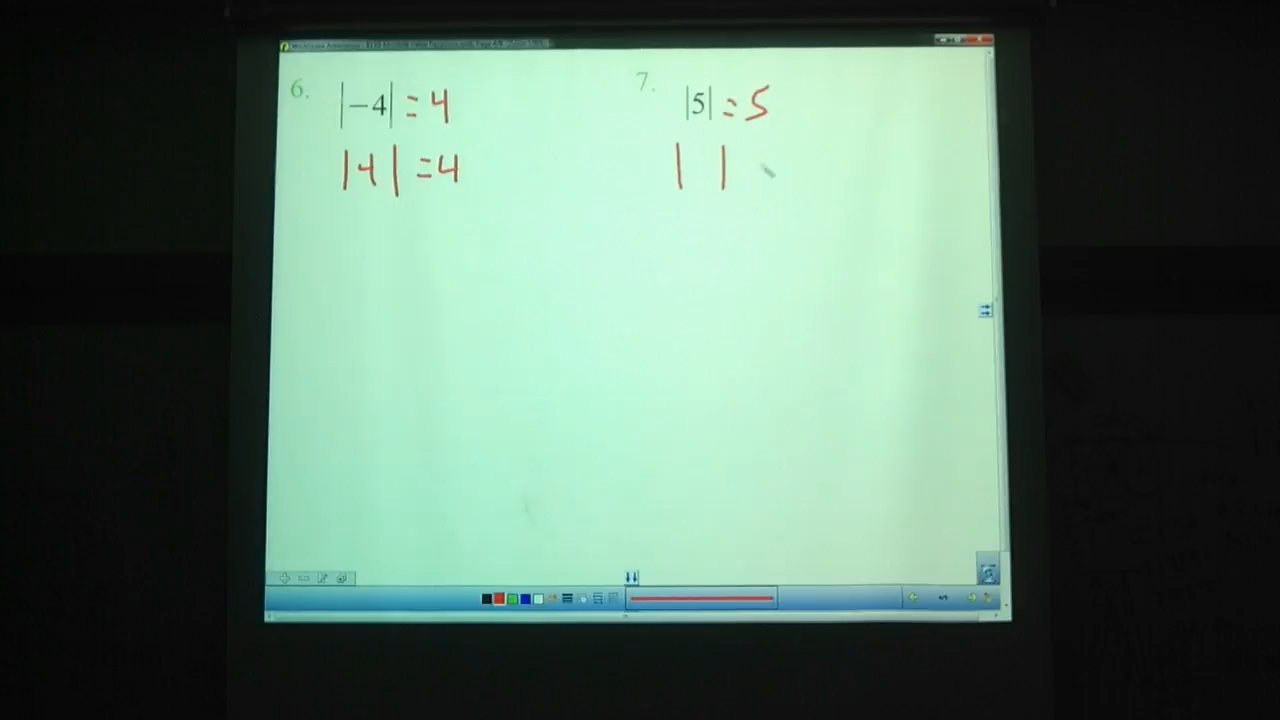 6. |−4| = 4
|4| = 4
7. |5| = 5
| |